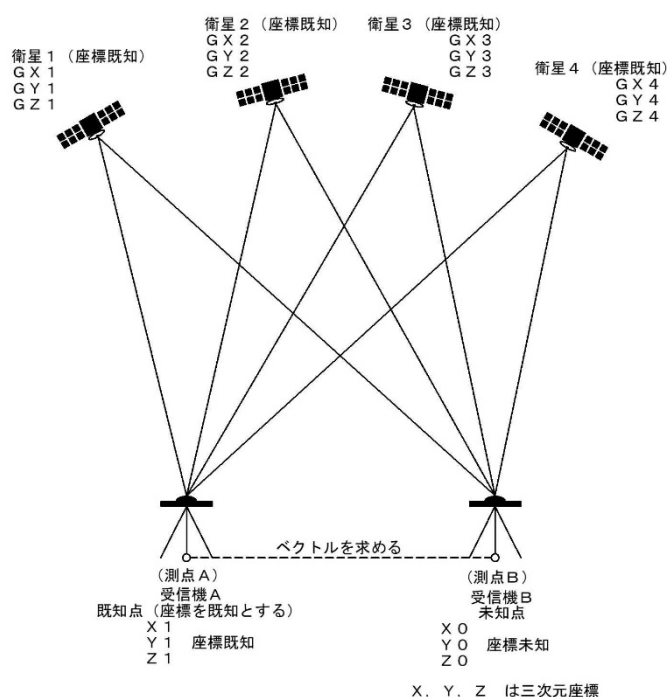 衛星1（座標既知）
GX1
GY1
GZ1
衛星2（座標既知）
GX2
GY2
GZ2
衛星3（座標既知）
GX3
GY3
GZ3
衛星4（座標既知）
GX4
GY4
GZ4
ベクトルを求める
（測点A）
受信機A
既知点（座標を既知とする）
X1
Y1 座標既知
Z1
（測点B）
受信機B
未知点
X0
Y0 座標未知
Z0
X．Y．Z は三次元座標